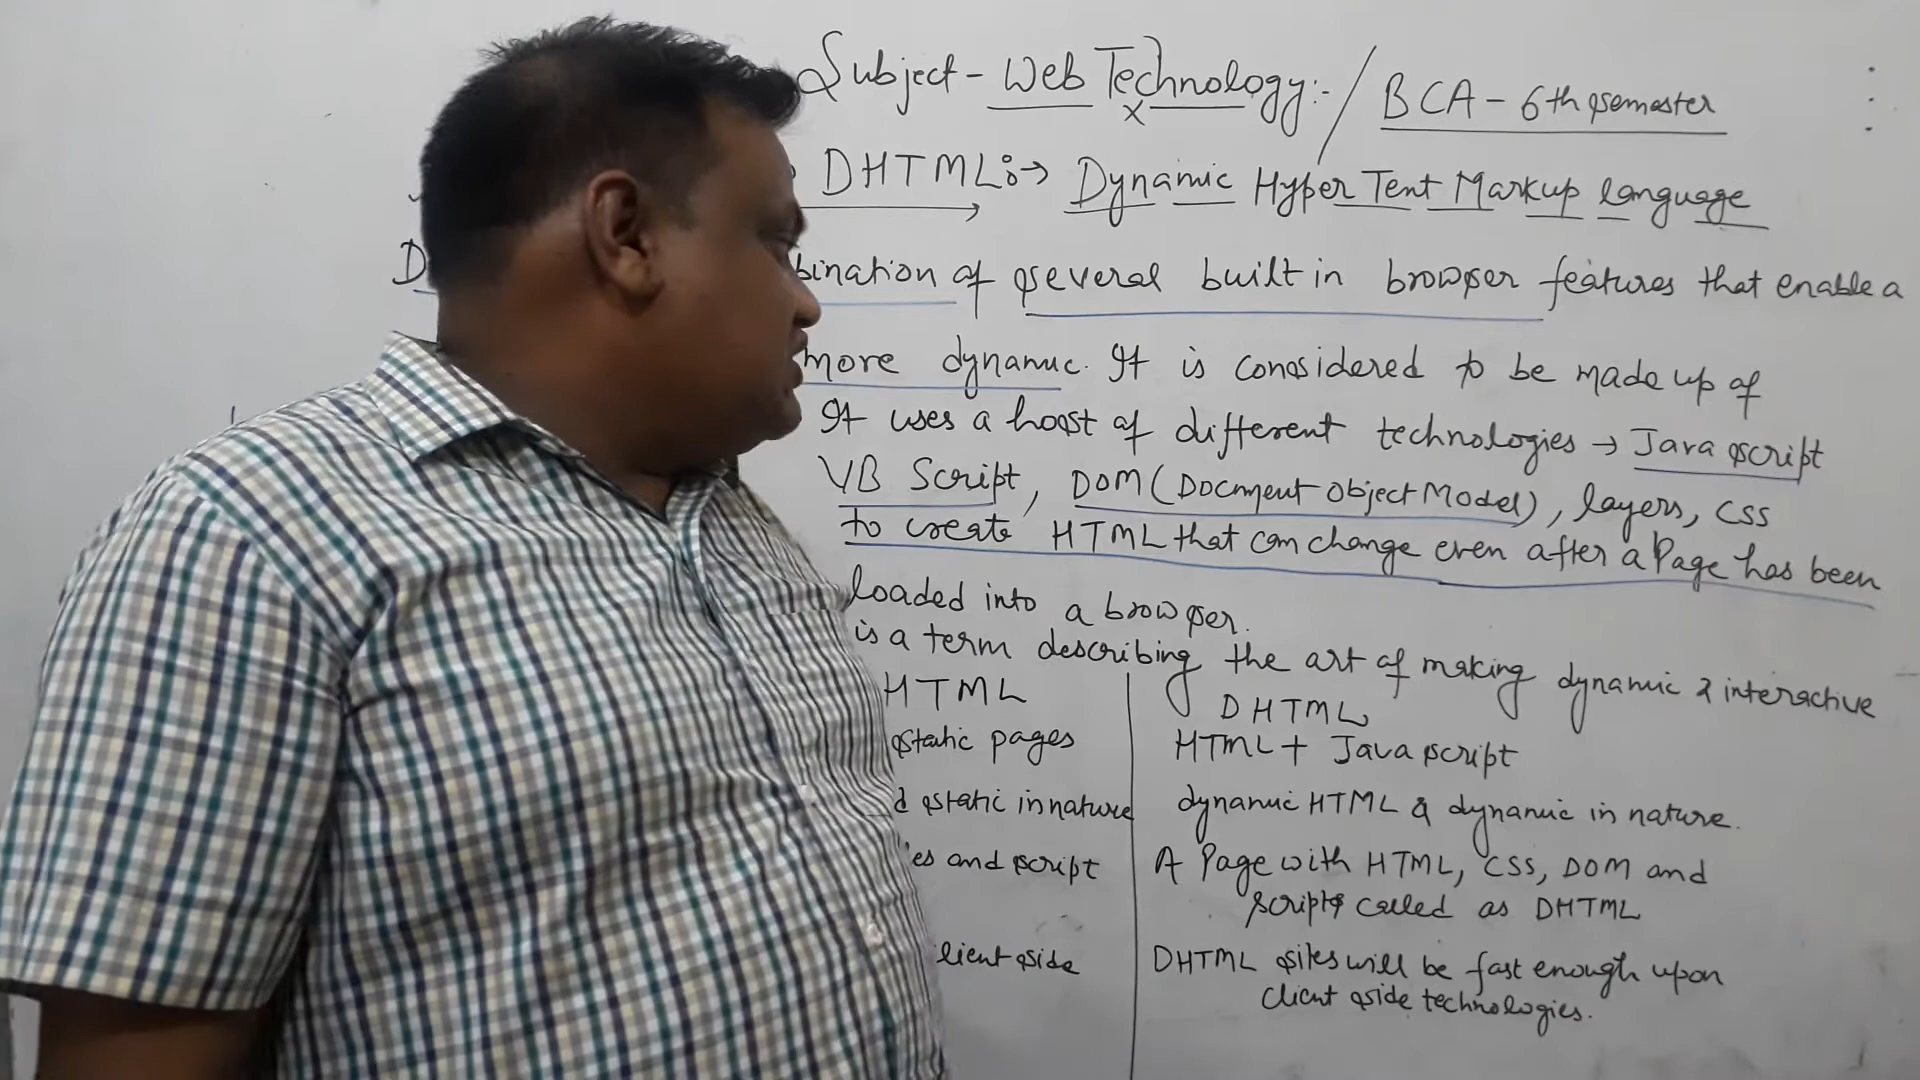 Subject - Web Technology :- / BCA - 6th semester
DHTML :→ Dynamic Hyper Tent Markup language
D bination of several built in browser features that enable a
more dynamic. It is considered to be made up of
It uses a host of different technologies → Java script
VB Script, DOM (Document Object Model), layers, CSS
to create HTML that can change even after a Page has been
loaded into a browser.
is a term describing the art of making dynamic & interactive
HTML DHTML
static pages HTML + Java script
d static in nature dynamic HTML & dynamic in nature.
es and script A Page with HTML, CSS, DOM and
scripts called as DHTML
lient side DHTML sites will be fast enough upon
Client side technologies.